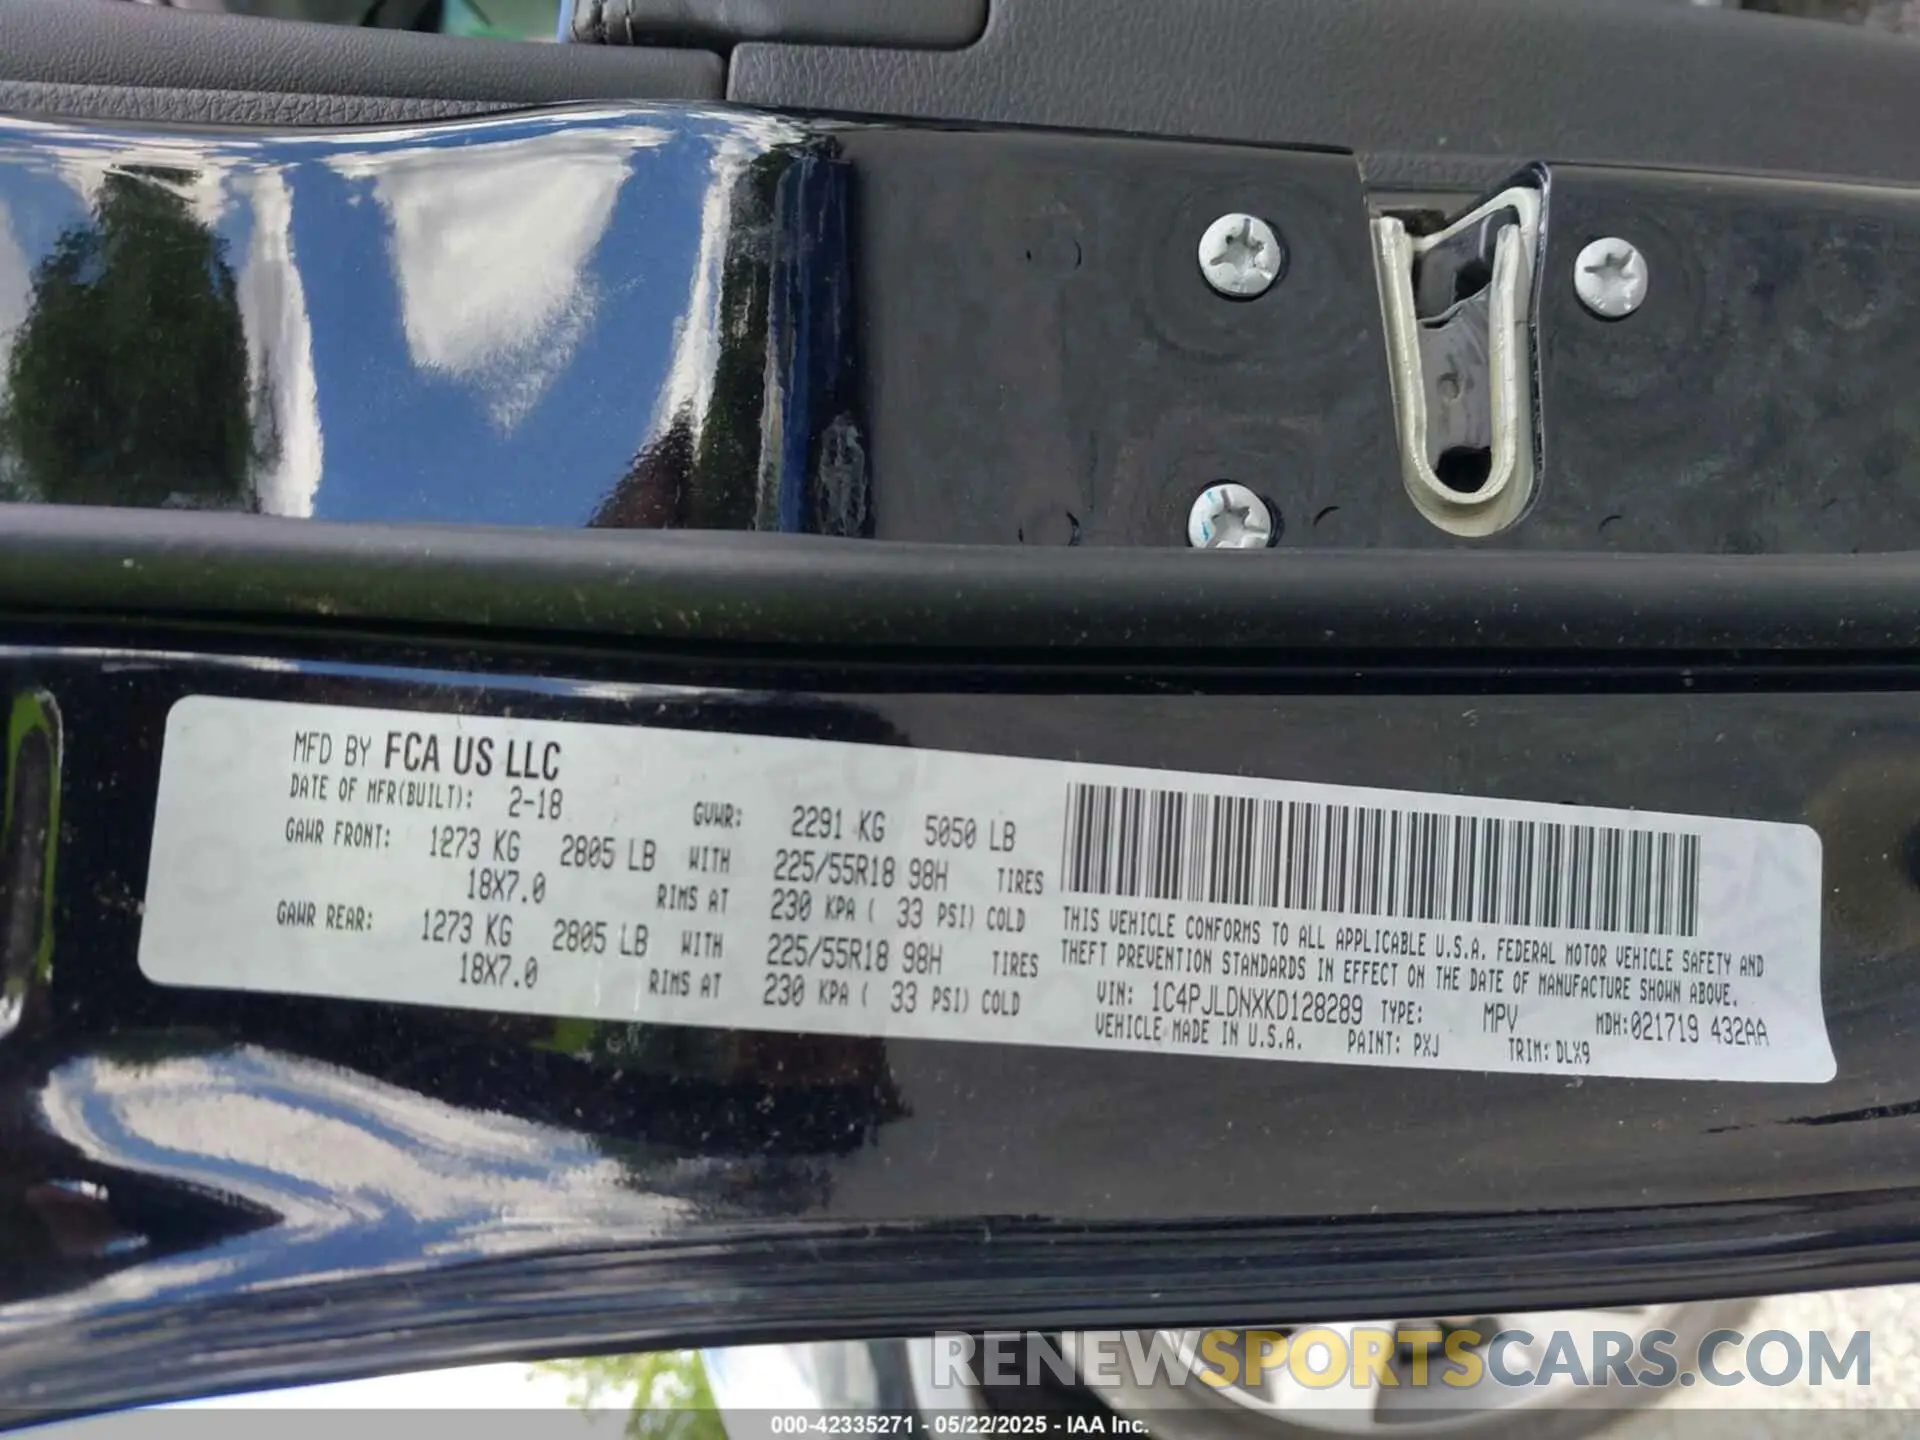 MFD BY FCA US LLC
DATE OF MFR(BUILT): 2-18 GVWR: 2291 KG 5050 LB
GAWR FRONT: 1273 KG 2805 LB WITH 225/55R18 98H TIRES
18X7.0 RIMS AT 230 KPA ( 33 PSI) COLD
GAWR REAR: 1273 KG 2805 LB WITH 225/55R18 98H TIRES
18X7.0 RIMS AT 230 KPA ( 33 PSI) COLD
THIS VEHICLE CONFORMS TO ALL APPLICABLE U.S.A. FEDERAL MOTOR VEHICLE SAFETY AND
THEFT PREVENTION STANDARDS IN EFFECT ON THE DATE OF MANUFACTURE SHOWN ABOVE.
VIN: 1C4PJLDNXKD128289 TYPE: MPV MDH:021719 432AA
VEHICLE MADE IN U.S.A. PAINT: PXJ TRIM: DLX9
RENEWSPORTSCARS.COM
000-42335271 - 05/22/2025 - IAA Inc.